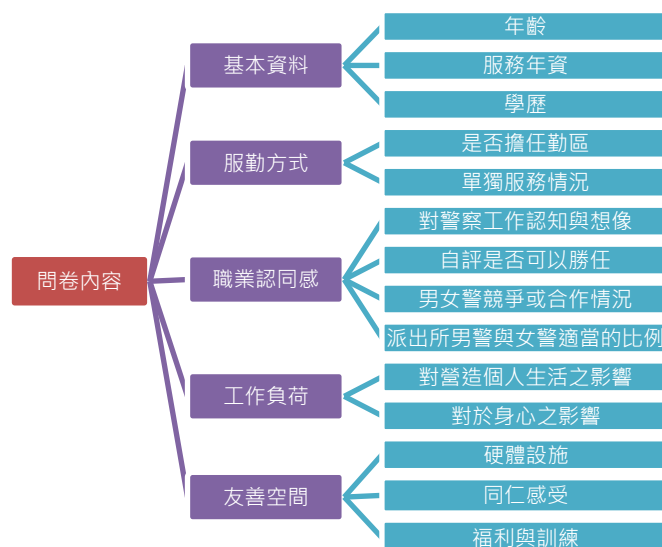 問卷內容
基本資料
年齡
服務年資
學歷
服勤方式
是否擔任勤區
單獨服務情況
職業認同感
對警察工作認知與想像
自評是否可以勝任
男女警競爭或合作情況
派出所男警與女警適當的比例
工作負荷
對營造個人生活之影響
對於身心之影響
友善空間
硬體設施
同仁感受
福利與訓練